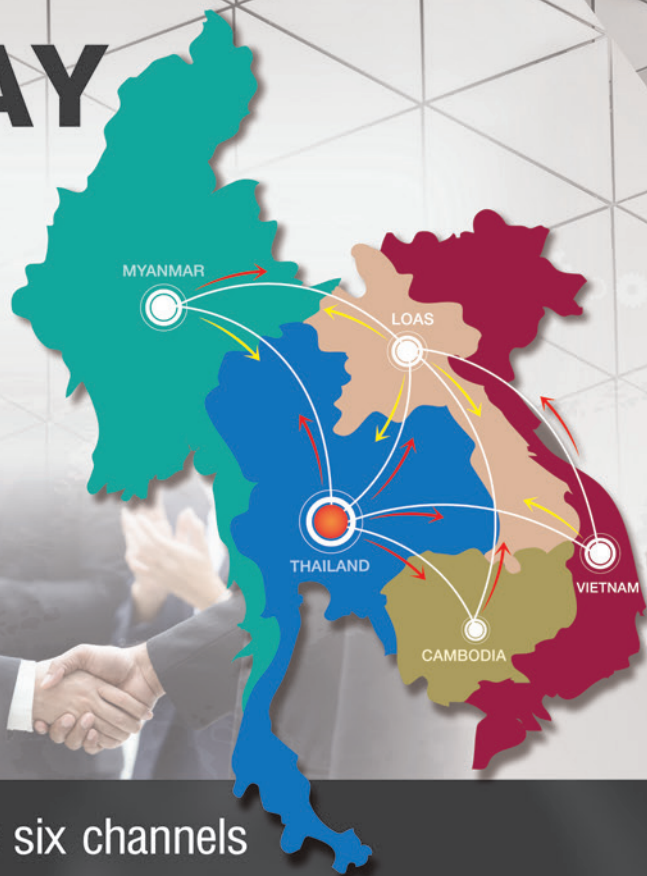 AY
MYANMAR
LOAS
THAILAND
VIETNAM
CAMBODIA
six channels